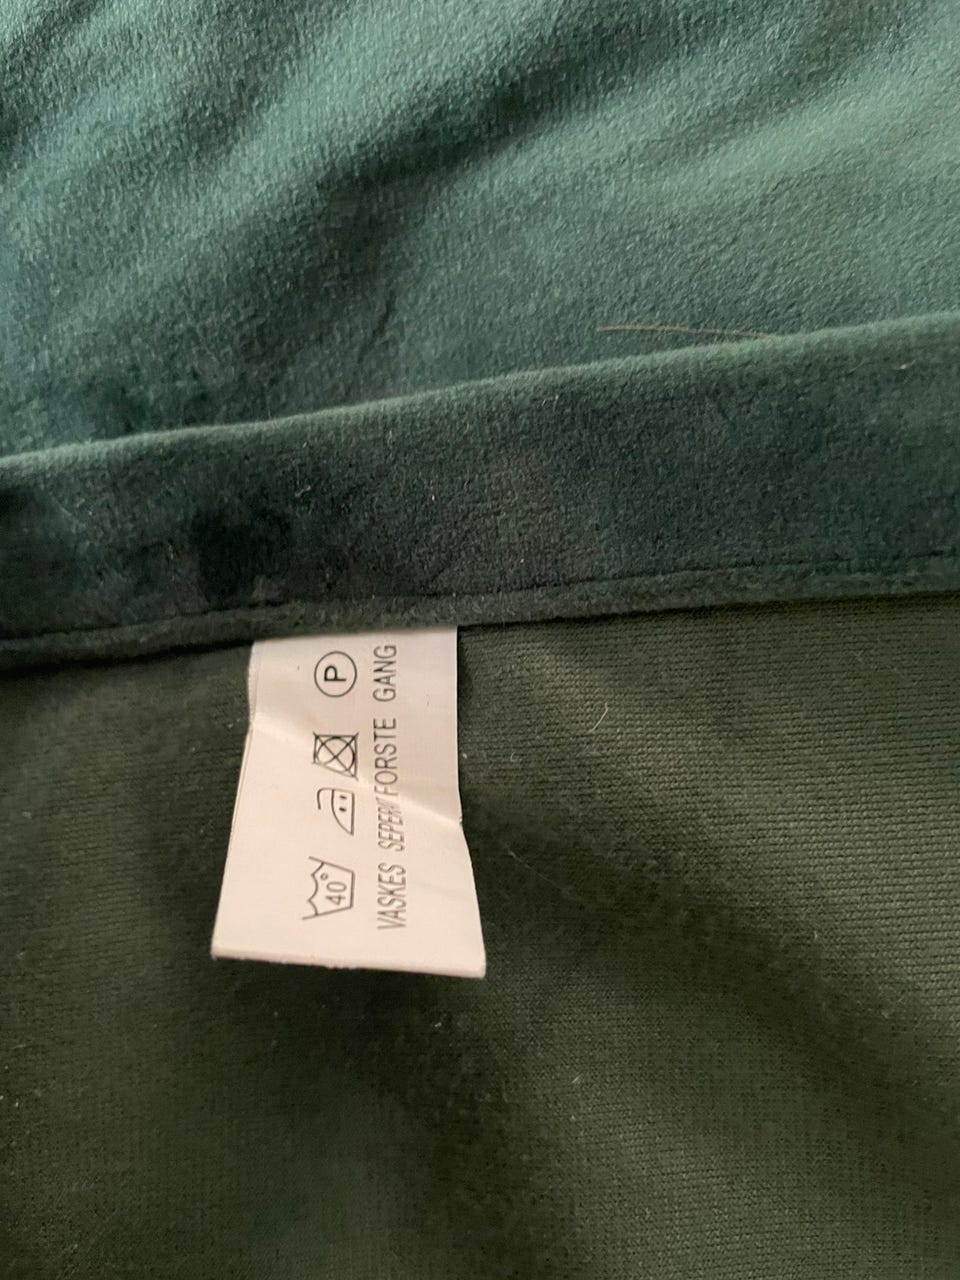 40°
P
VASKES SEPERAT FORSTE GANG